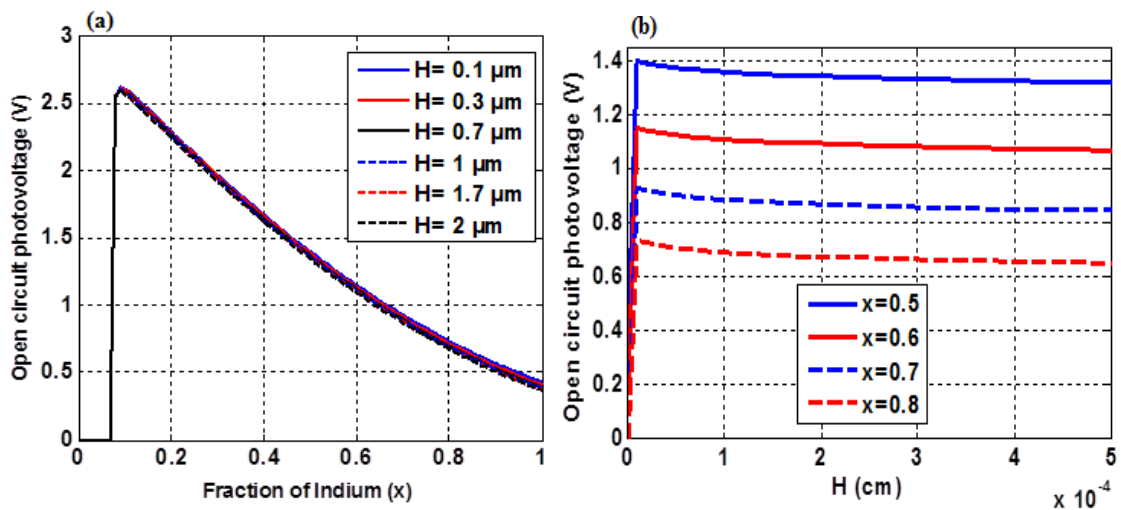 (a)
Open circuit photovoltage (V)
3
2.5
2
1.5
1
0.5
0
0 0.2 0.4 0.6 0.8 1
Fraction of Indium (x)
H= 0.1 µm
H= 0.3 µm
H= 0.7 µm
H= 1 µm
H= 1.7 µm
H= 2 µm
(b)
Open circuit photovoltage (V)
1.4
1.2
1
0.8
0.6
0.4
0.2
0
0 1 2 3 4 5
H (cm)
x 10⁻⁴
x=0.5
x=0.6
x=0.7
x=0.8